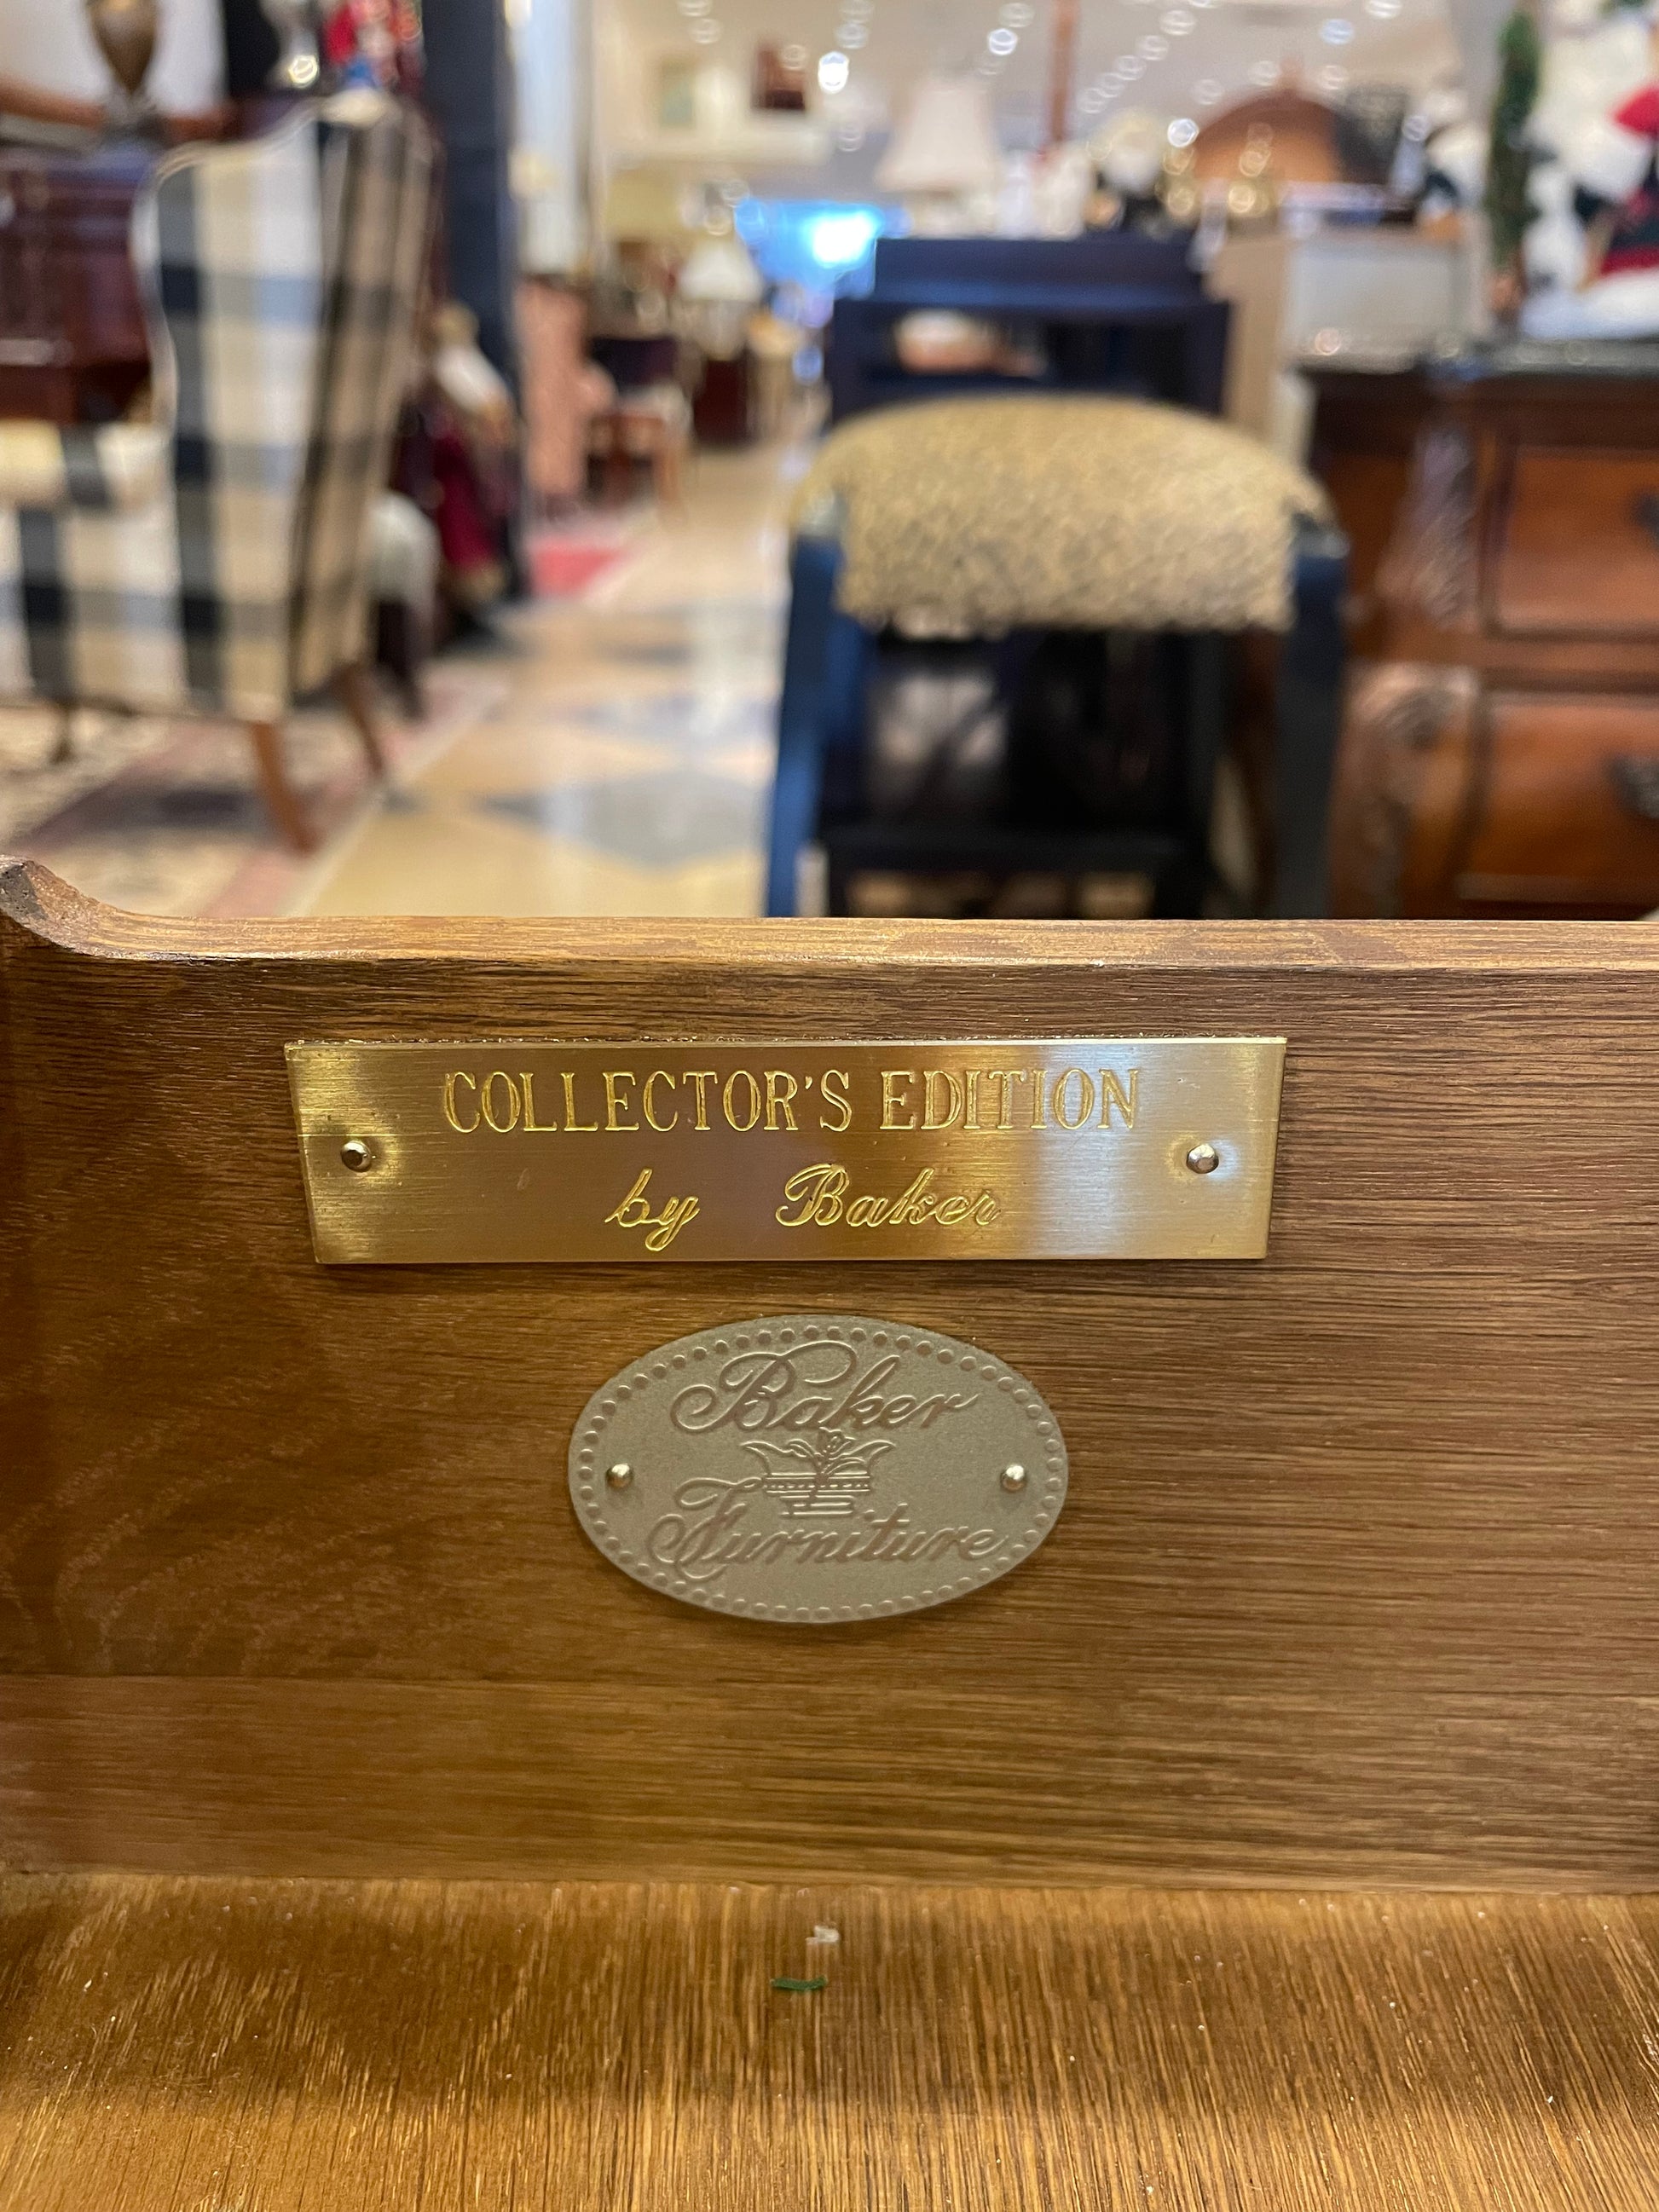 COLLECTOR'S EDITION
by Baker
Baker
Furniture